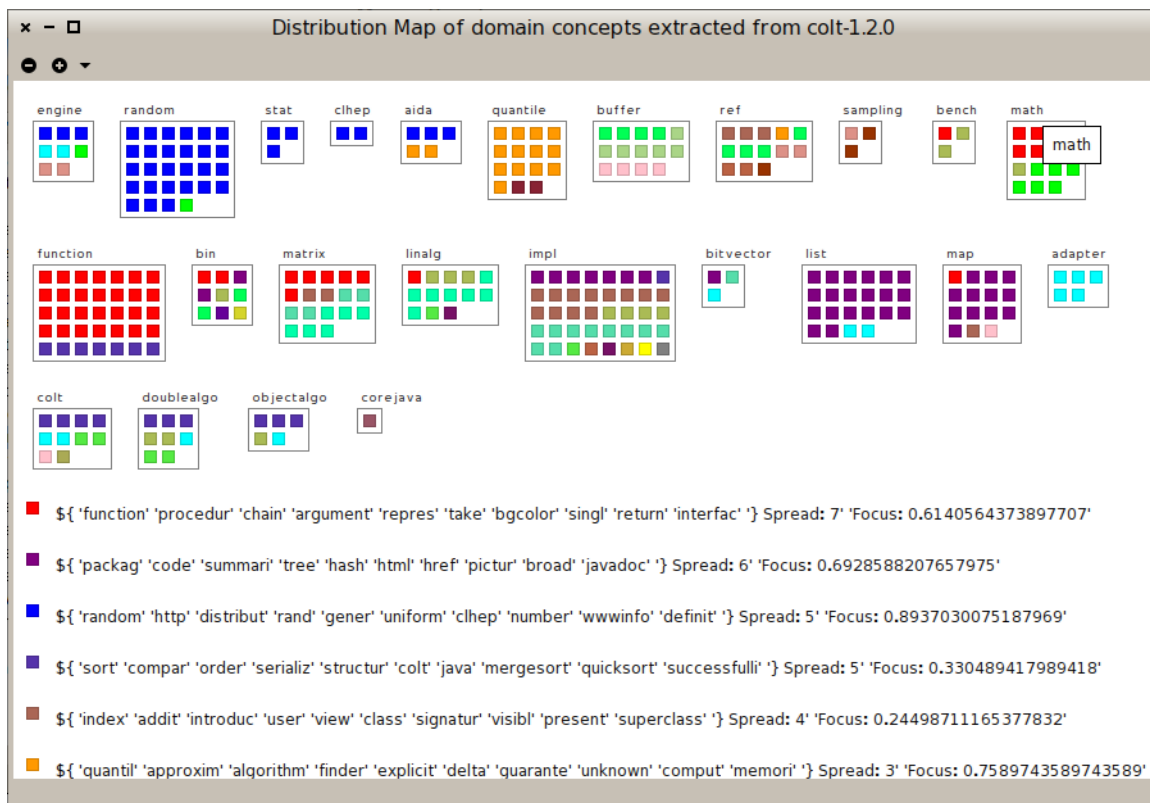 Distribution Map of domain concepts extracted from colt-1.2.0
engine random stat clhep aida quantile buffer ref sampling bench math
math
function bin matrix linalg impl bitvector list map adapter
colt doublealgo objectalgo corejava
${ 'function' 'procedur' 'chain' 'argument' 'repres' 'take' 'bgcolor' 'singl' 'return' 'interfac' '} Spread: 7' 'Focus: 0.6140564373897707'
${ 'packag' 'code' 'summari' 'tree' 'hash' 'html' 'href' 'pictur' 'broad' 'javadoc' '} Spread: 6' 'Focus: 0.6928588207657975'
${ 'random' 'http' 'distribut' 'rand' 'gener' 'uniform' 'clhep' 'number' 'wwwinfo' 'definit' '} Spread: 5' 'Focus: 0.8937030075187969'
${ 'sort' 'compar' 'order' 'serializ' 'structur' 'colt' 'java' 'mergesort' 'quicksort' 'successfulli' '} Spread: 5' 'Focus: 0.330489417989418'
${ 'index' 'addit' 'introduc' 'user' 'view' 'class' 'signatur' 'visibl' 'present' 'superclass' '} Spread: 4' 'Focus: 0.24498711165377832'
${ 'quantil' 'approxim' 'algorithm' 'finder' 'explicit' 'delta' 'guarante' 'unknown' 'comput' 'memori' '} Spread: 3' 'Focus: 0.7589743589743589'